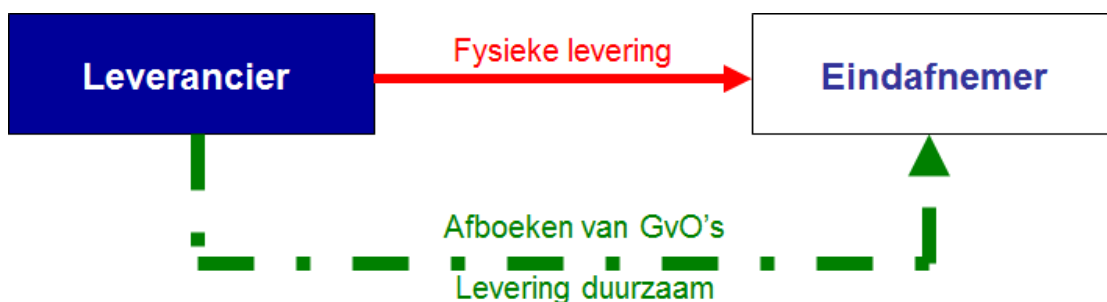 Fysieke levering
Leverancier
Eindafnemer
Afboeken van GvO's
Levering duurzaam